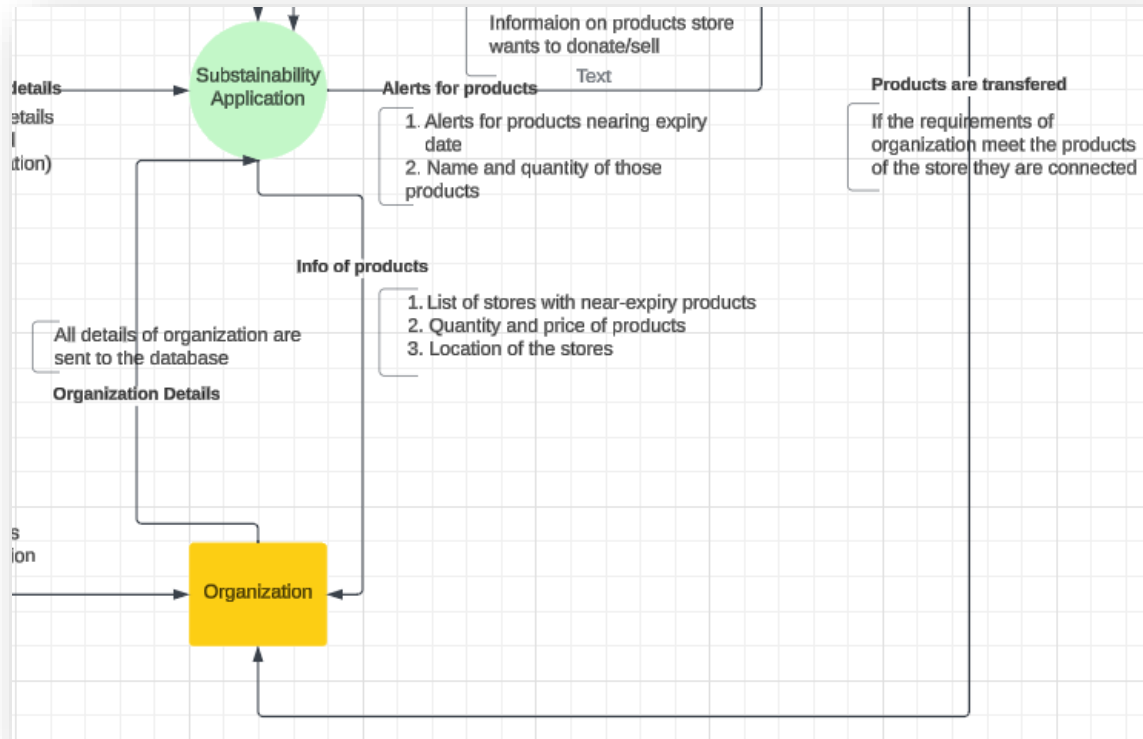 Informaion on products store
wants to donate/sell
Text
Substainability
Application
details
etails
l
tion)
Alerts for products
1. Alerts for products nearing expiry
date
2. Name and quantity of those
products
Products are transfered
If the requirements of
organization meet the products
of the store they are connected
Info of products
1. List of stores with near-expiry products
2. Quantity and price of products
3. Location of the stores
All details of organization are
sent to the database
Organization Details
s
ion
Organization